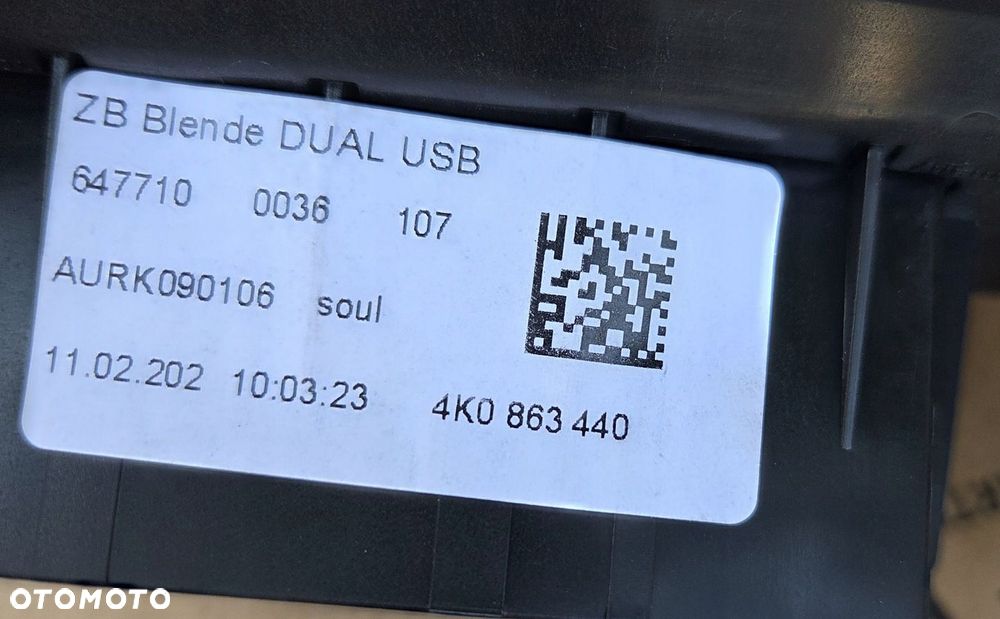 ZB Blende DUAL USB
647710 0036 107
AURK090106 soul
11.02.202 10:03:23 4K0 863 440
OTOMOTO